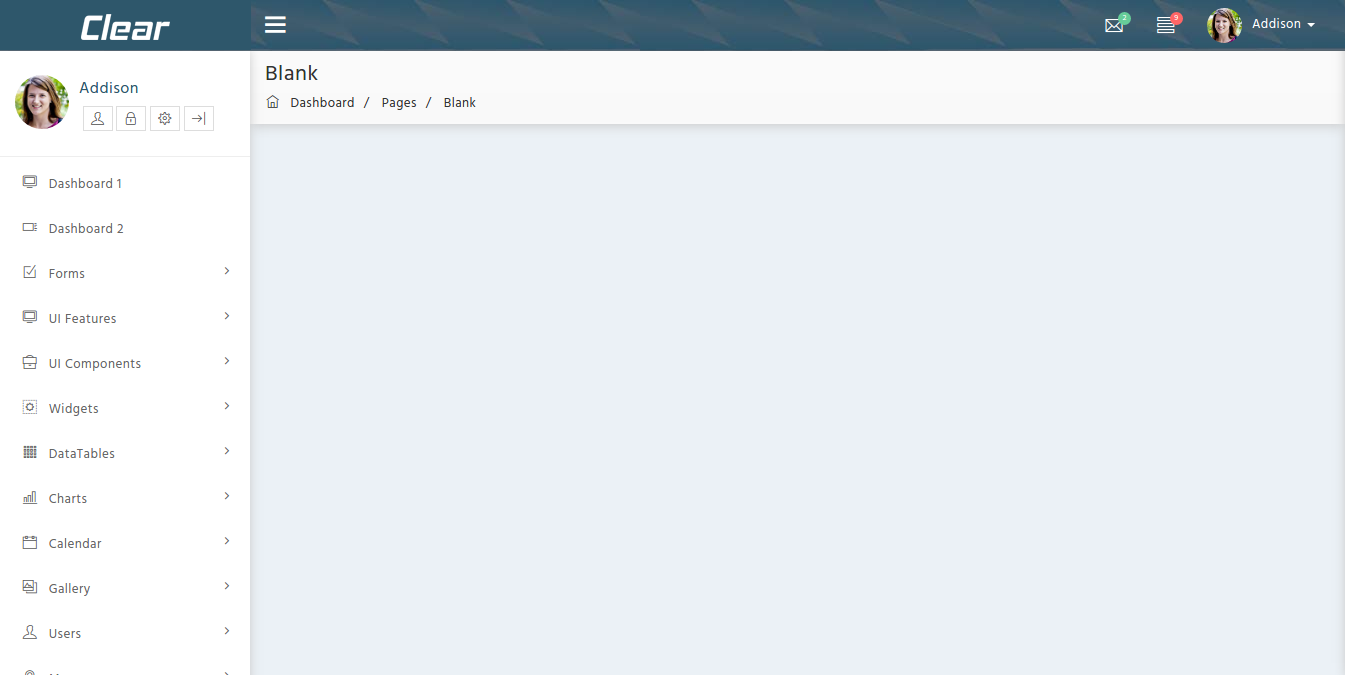 Clear
2
9
Addison
Addison
Blank
Dashboard / Pages / Blank
Dashboard 1
Dashboard 2
Forms
UI Features
UI Components
Widgets
DataTables
Charts
Calendar
Gallery
Users